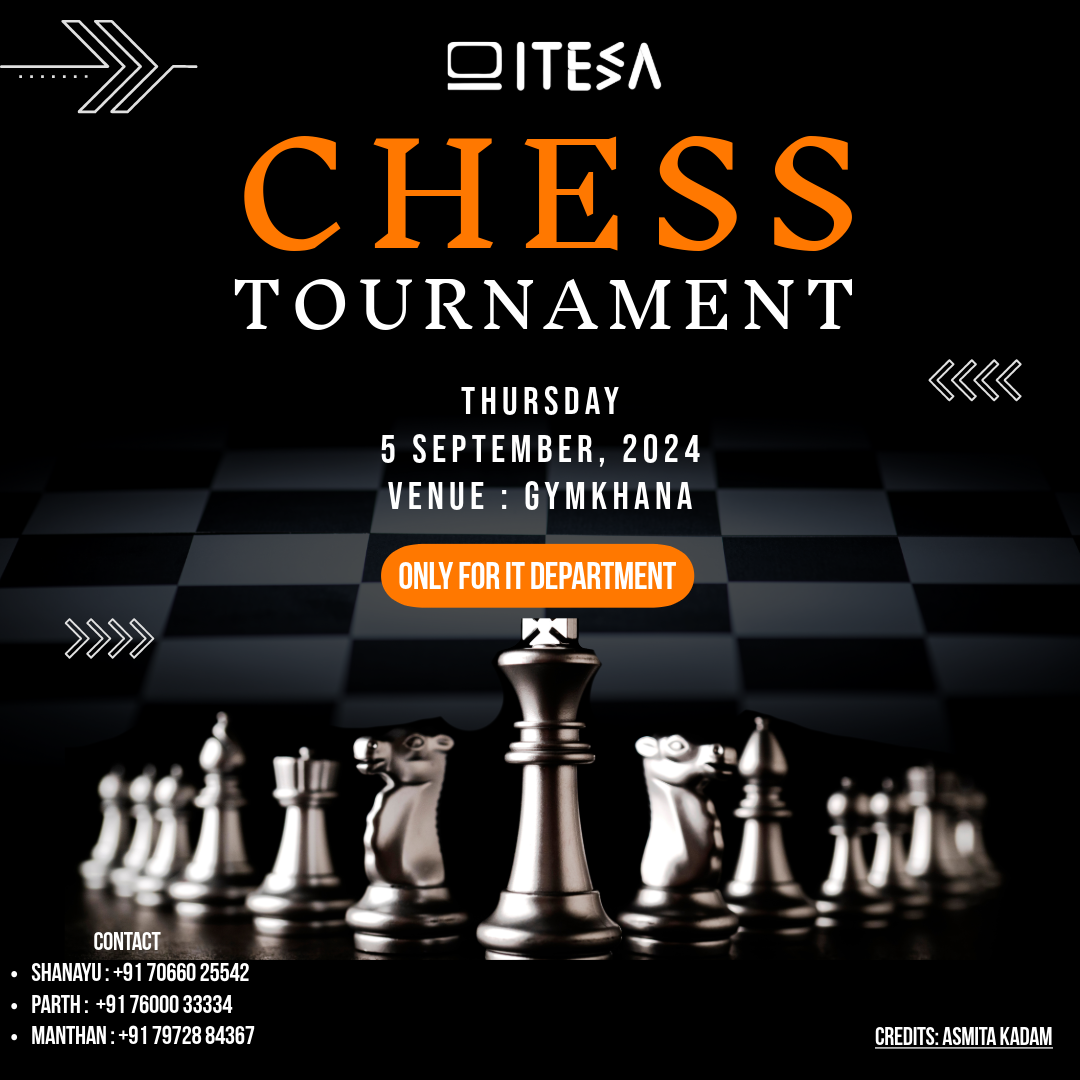 ITESA
CHESS
TOURNAMENT
THURSDAY
5 SEPTEMBER, 2024
VENUE : GYMKHANA
ONLY FOR IT DEPARTMENT
CONTACT
• SHANAYU : +91 70660 25542
• PARTH : +91 76000 33334
• MANTHAN : +91 79728 84367
CREDITS: ASMITA KADAM